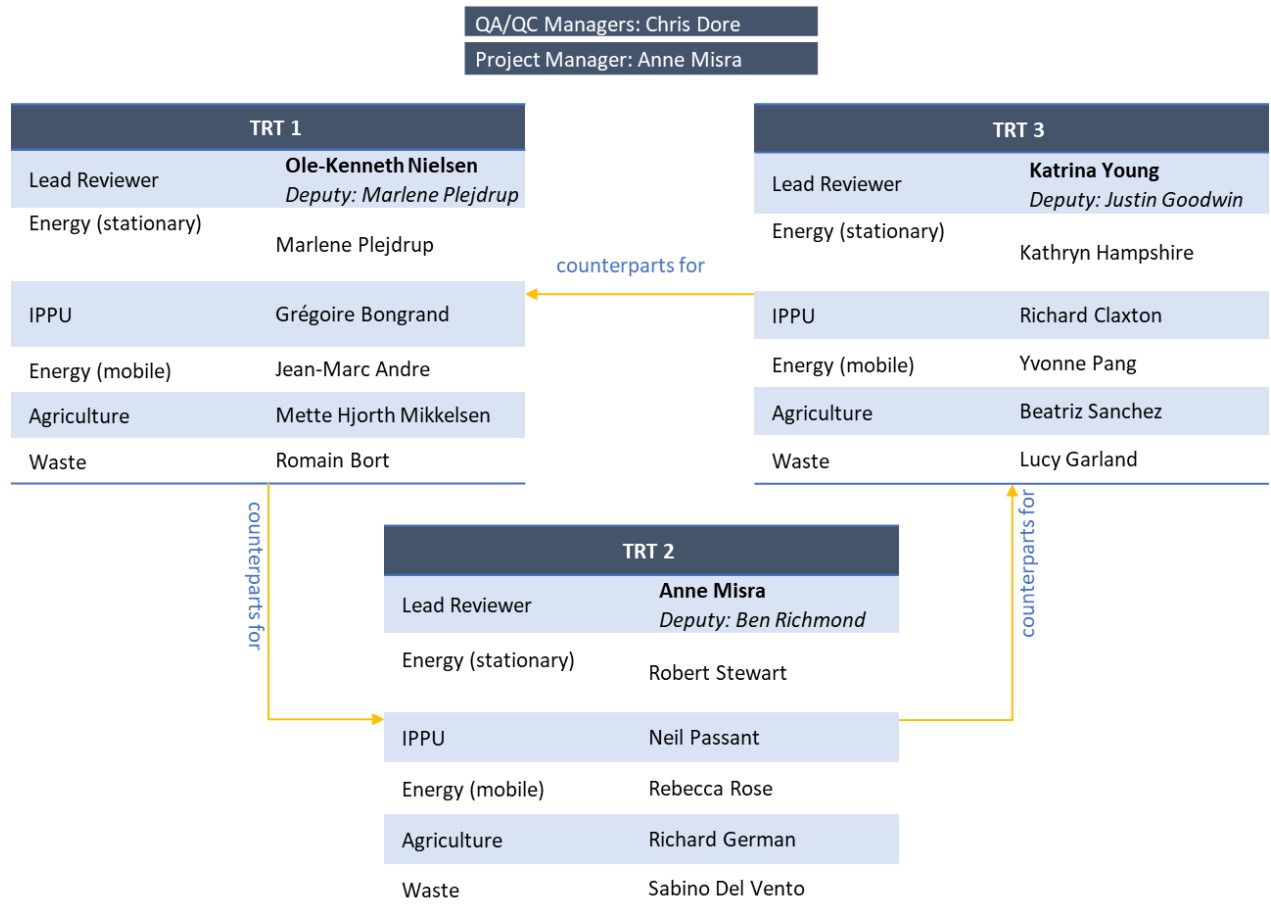 QA/QC Managers: Chris Dore
Project Manager: Anne Misra
TRT 1
Lead Reviewer
Ole-Kenneth Nielsen
Deputy: Marlene Plejdrup
Energy (stationary)
Marlene Plejdrup
IPPU
Grégoire Bongrand
Energy (mobile)
Jean-Marc Andre
Agriculture
Mette Hjorth Mikkelsen
Waste
Romain Bort
counterparts for
TRT 3
Lead Reviewer
Katrina Young
Deputy: Justin Goodwin
Energy (stationary)
Kathryn Hampshire
IPPU
Richard Claxton
Energy (mobile)
Yvonne Pang
Agriculture
Beatriz Sanchez
Waste
Lucy Garland
counterparts for
TRT 2
Lead Reviewer
Anne Misra
Deputy: Ben Richmond
Energy (stationary)
Robert Stewart
IPPU
Neil Passant
Energy (mobile)
Rebecca Rose
Agriculture
Richard German
Waste
Sabino Del Vento
counterparts for